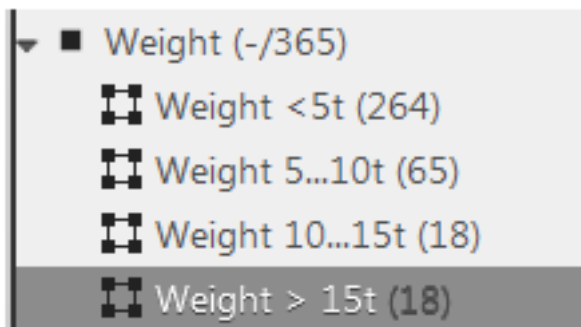 Weight (-/365)
Weight <5t (264)
Weight 5...10t (65)
Weight 10...15t (18)
Weight > 15t (18)